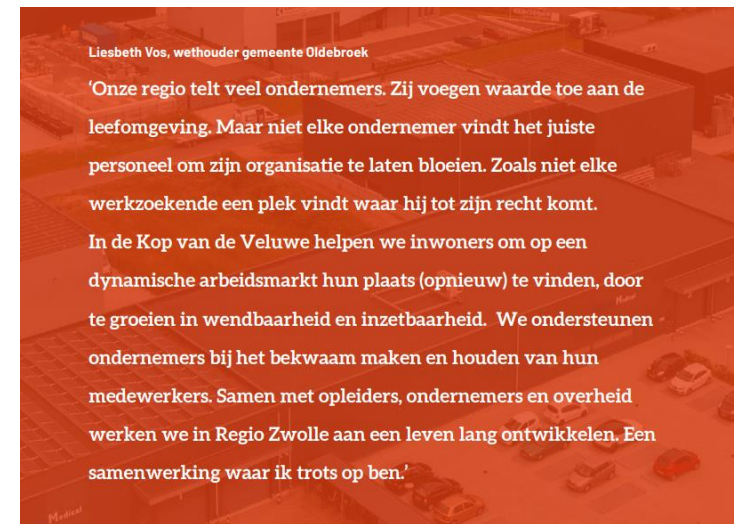 Liesbeth Vos, wethouder gemeente Oldebroek
‘Onze regio telt veel ondernemers. Zij voegen waarde toe aan de
leefomgeving. Maar niet elke ondernemer vindt het juiste
personeel om zijn organisatie te laten bloeien. Zoals niet elke
werkzoekende een plek vindt waar hij tot zijn recht komt.
In de Kop van de Veluwe helpen we inwoners om op een
dynamische arbeidsmarkt hun plaats (opnieuw) te vinden, door
te groeien in wendbaarheid en inzetbaarheid.  We ondersteunen
ondernemers bij het bekwaam maken en houden van hun
medewerkers. Samen met opleiders, ondernemers en overheid
werken we in Regio Zwolle aan een leven lang ontwikkelen. Een
samenwerking waar ik trots op ben.’
Medical
Medical